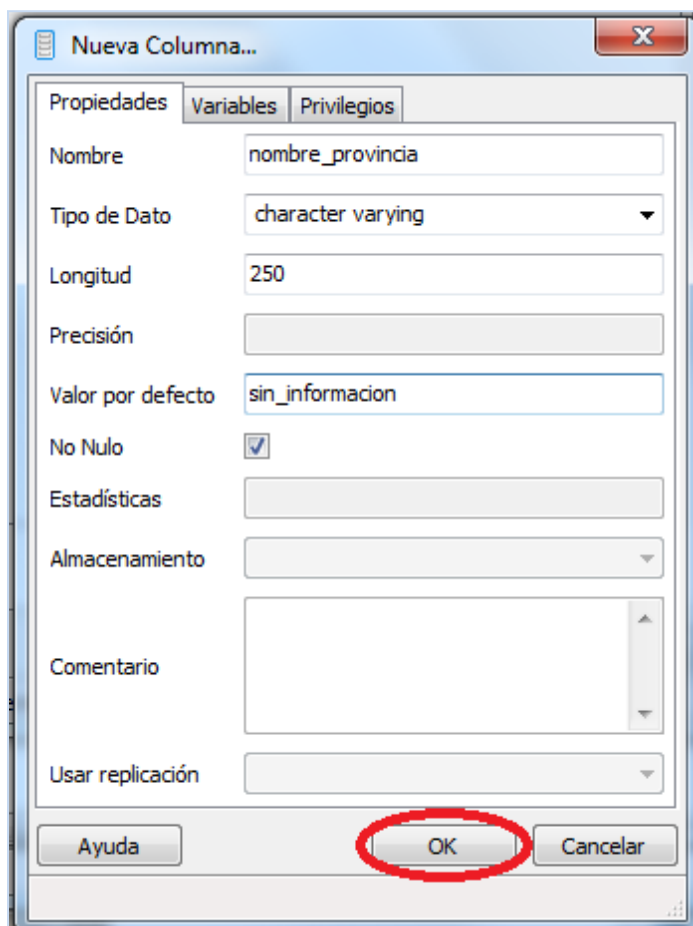 Nueva Columna...
Propiedades Variables Privilegios
Nombre nombre_provincia
Tipo de Dato character varying
Longitud 250
Precisión
Valor por defecto sin_informacion
No Nulo
Estadísticas
Almacenamiento
Comentario
Usar replicación
Ayuda OK Cancelar